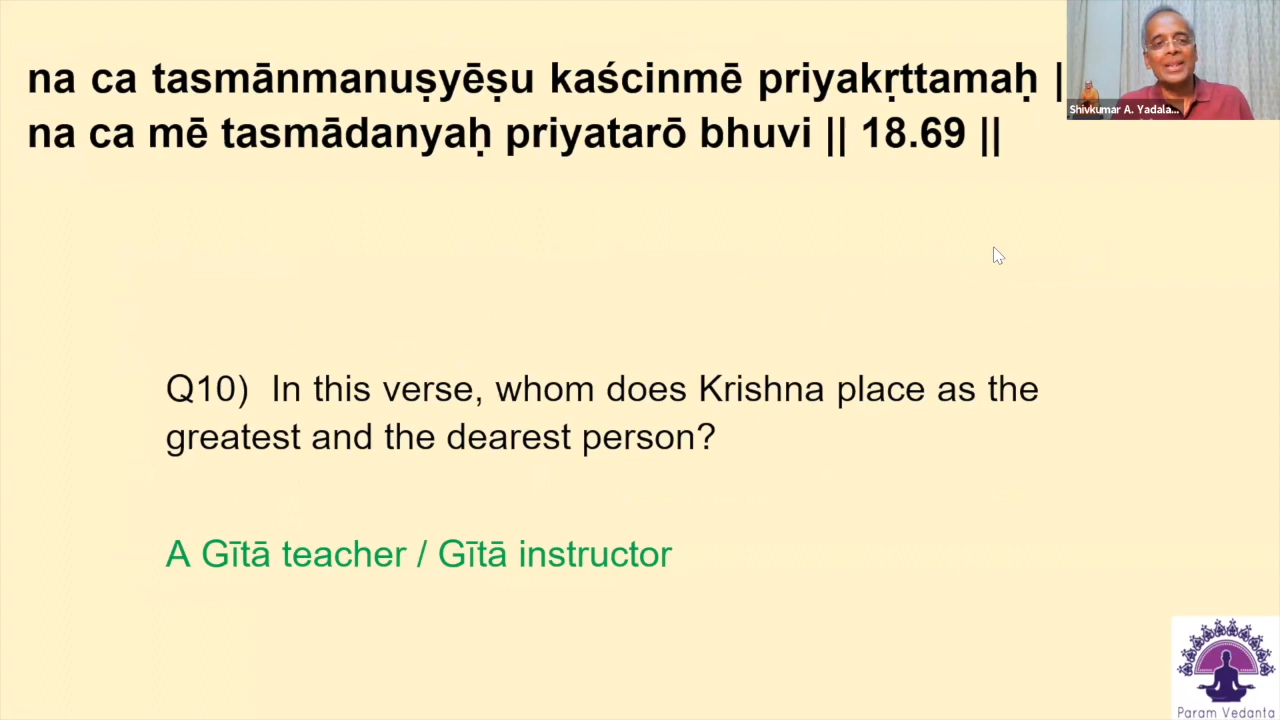 na ca tasmānmanuṣyēṣu kaścinmē priyakṛttamaḥ |
na ca mē tasmādanyaḥ priyatarō bhuvi || 18.69 ||
Shivkumar A. Yadala...
Q10) In this verse, whom does Krishna place as the
greatest and the dearest person?
A Gītā teacher / Gītā instructor
Param Vedanta